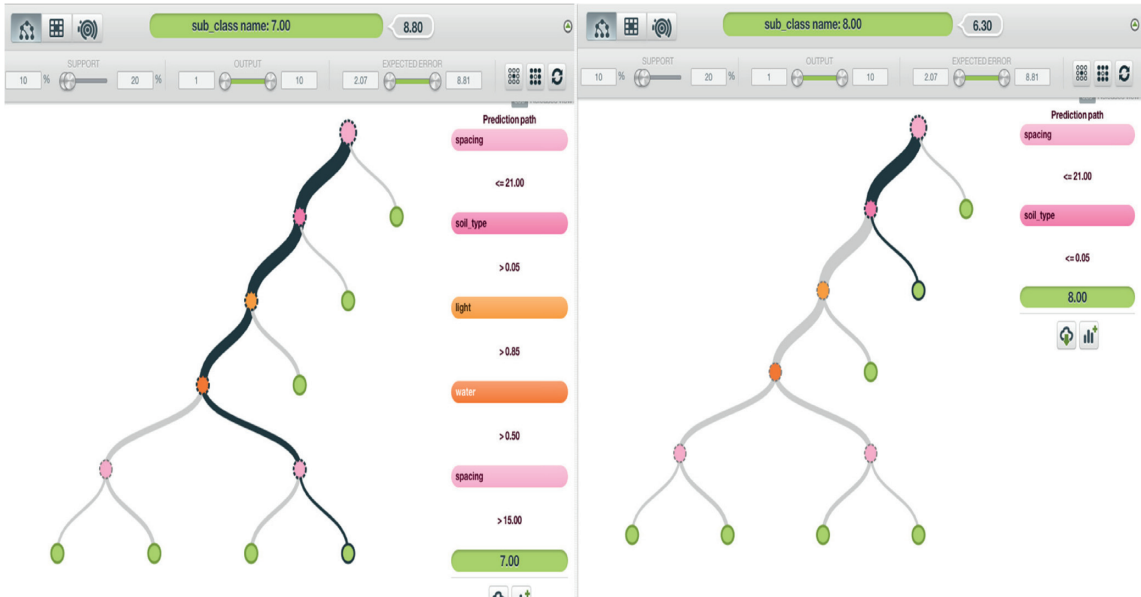 sub_class name: 7.00
8.80
SUPPORT
OUTPUT
EXPECTED ERROR
10 %
20 %
1
10
2.07
8.81
Prediction path
spacing
<= 21.00
soil_type
> 0.05
light
> 0.85
water
> 0.50
spacing
> 15.00
7.00
sub_class name: 8.00
6.30
SUPPORT
OUTPUT
EXPECTED ERROR
10 %
20 %
1
10
2.07
8.81
Prediction path
spacing
<= 21.00
soil_type
<= 0.05
8.00